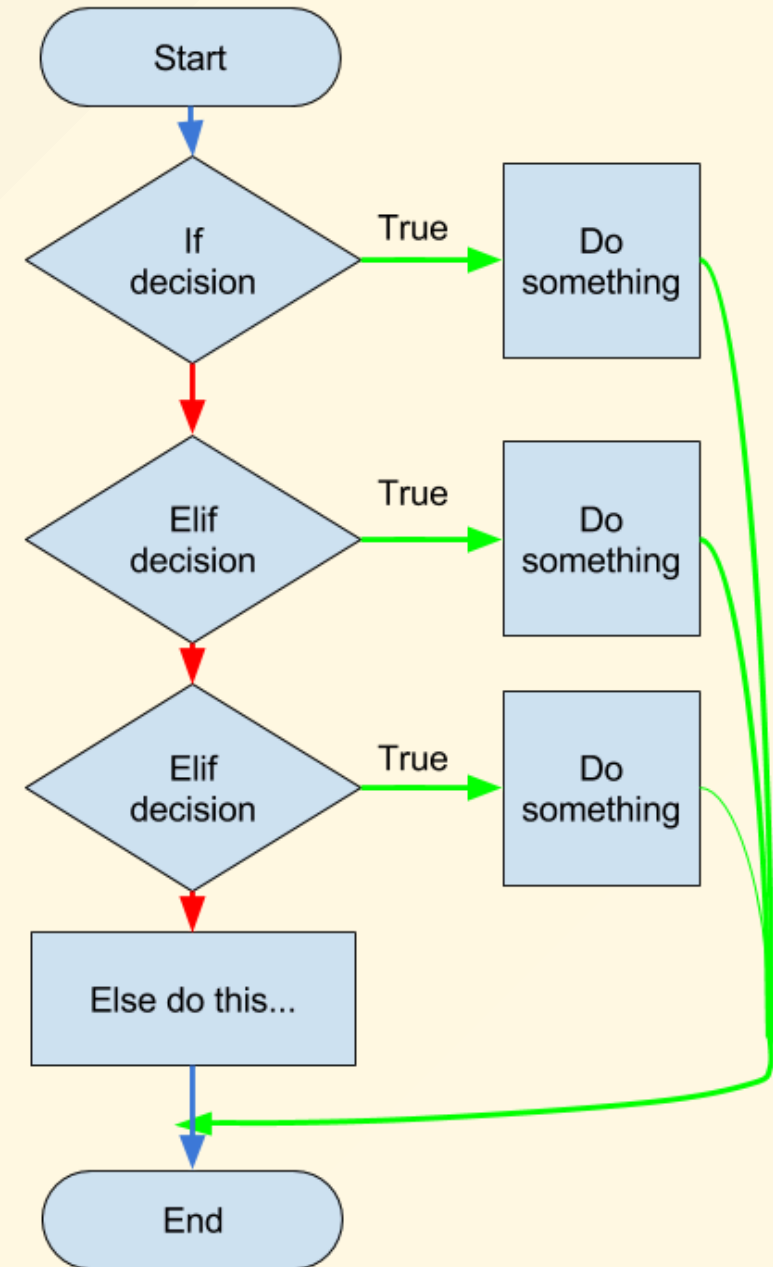 Start
If
decision
True
Do
something
Elif
decision
True
Do
something
Elif
decision
True
Do
something
Else do this...
End